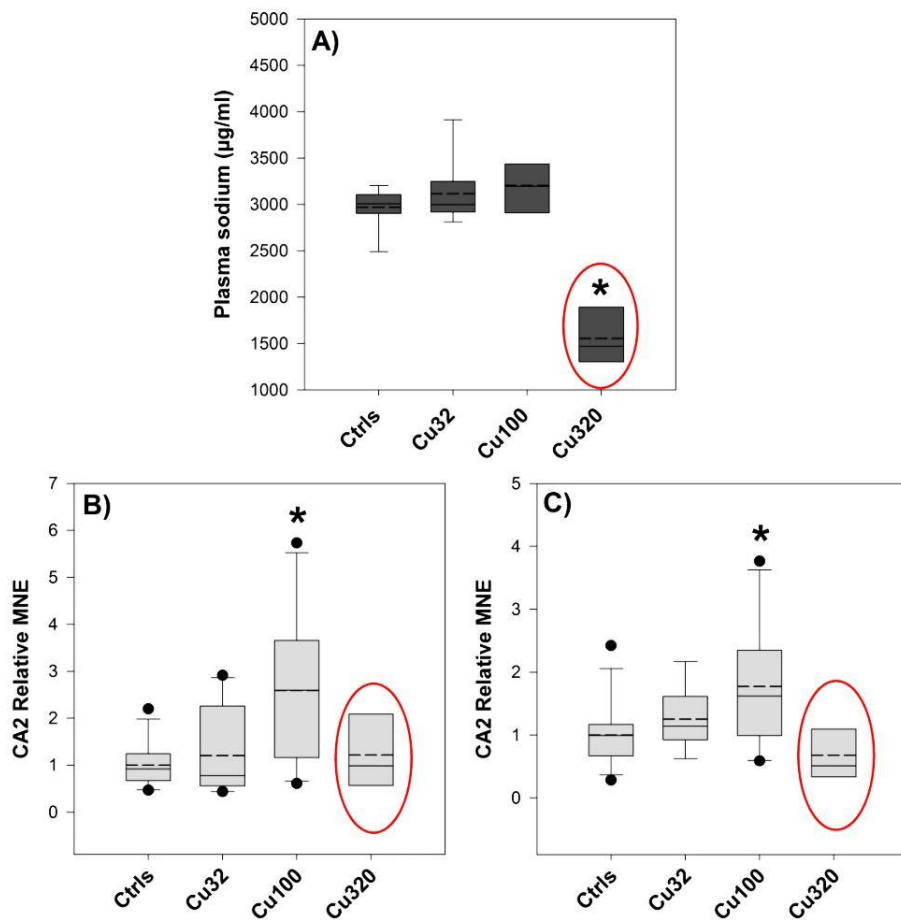 A)
Plasma sodium (µg/ml)
5000
4500
4000
3500
3000
2500
2000
1500
1000
*
Ctrls
Cu32
Cu100
Cu320
B)
CA2 Relative MNE
7
6
5
4
3
2
1
0
*
Ctrls
Cu32
Cu100
Cu320
C)
CA2 Relative MNE
5
4
3
2
1
0
*
Ctrls
Cu32
Cu100
Cu320